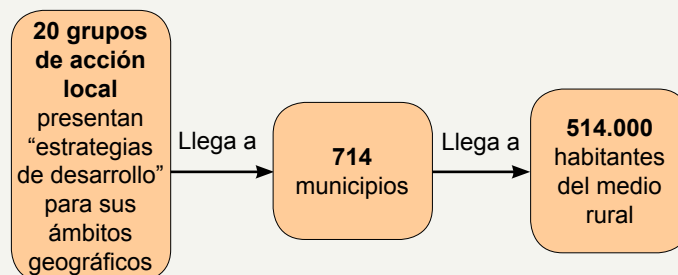 20 grupos
de acción
local
presentan
“estrategias
de desarrollo”
para sus
ámbitos
geográficos
Llega a
714
municipios
Llega a
514.000
habitantes
del medio
rural